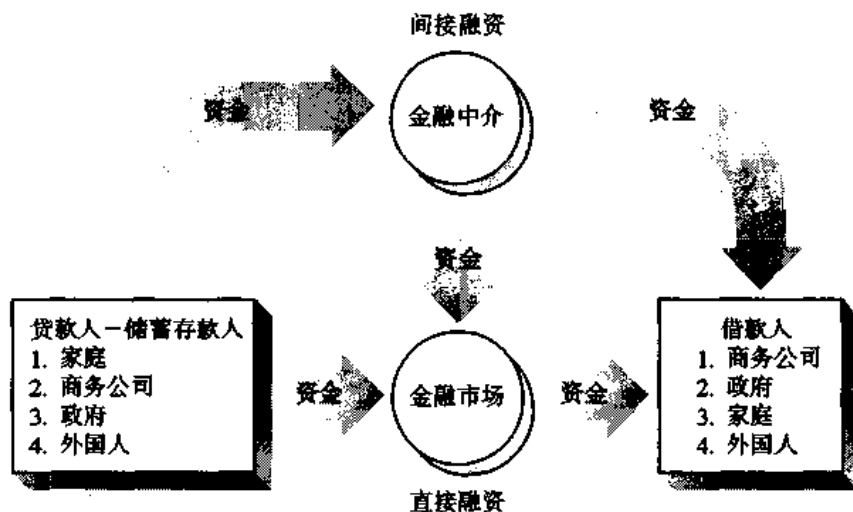 间接融资
资金
金融中介
资金
资金
贷款人－储蓄存款人
1. 家庭
2. 商务公司
3. 政府
4. 外国人
资金
金融市场
资金
借款人
1. 商务公司
2. 政府
3. 家庭
4. 外国人
直接融资